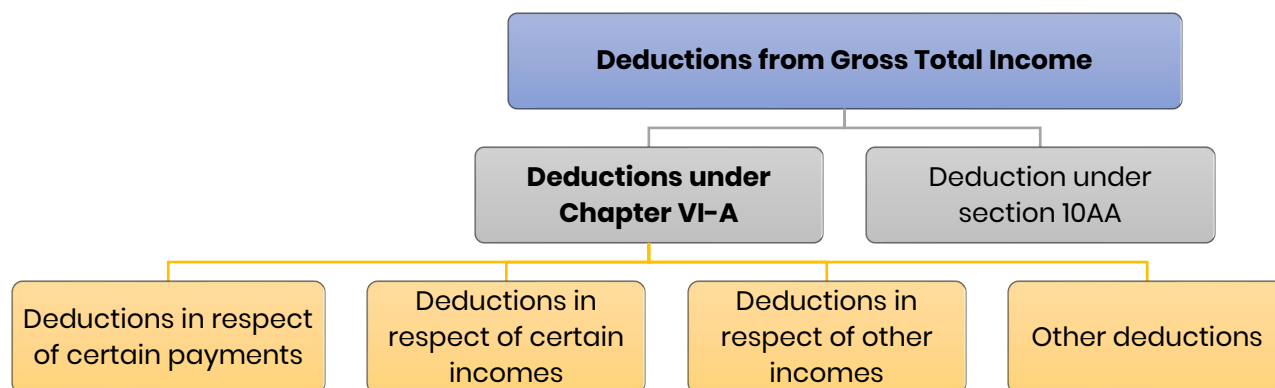 Deductions from Gross Total Income
Deductions under
Chapter VI-A
Deduction under
section 10AA
Deductions in respect
of certain payments
Deductions in
respect of certain
incomes
Deductions in
respect of other
incomes
Other deductions